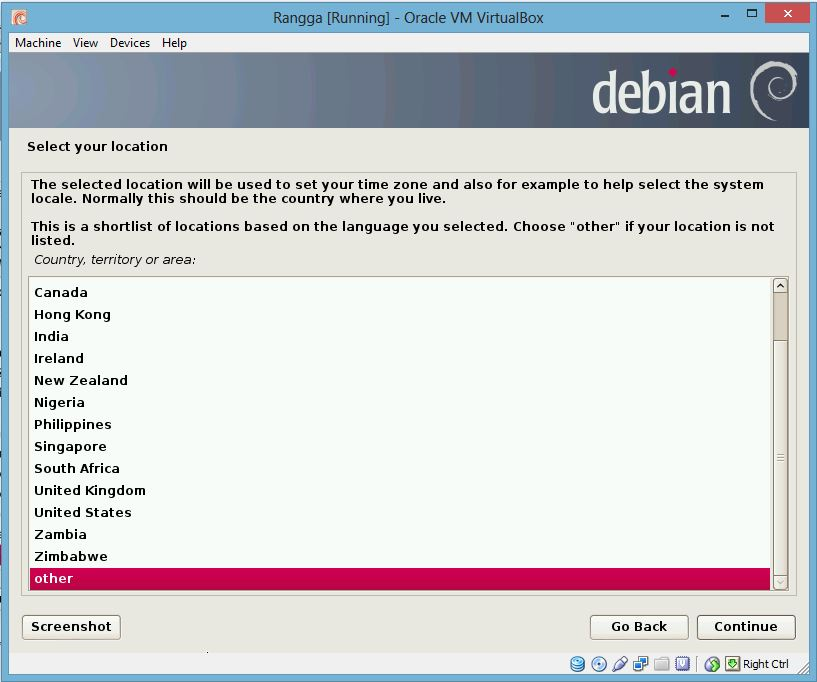 Rangga [Running] - Oracle VM VirtualBox
Machine View Devices Help
debian
Select your location
The selected location will be used to set your time zone and also for example to help select the system
locale. Normally this should be the country where you live.
This is a shortlist of locations based on the language you selected. Choose "other" if your location is not
listed.
Country, territory or area:
Canada
Hong Kong
India
Ireland
New Zealand
Nigeria
Philippines
Singapore
South Africa
United Kingdom
United States
Zambia
Zimbabwe
other
Screenshot Go Back Continue
Right Ctrl